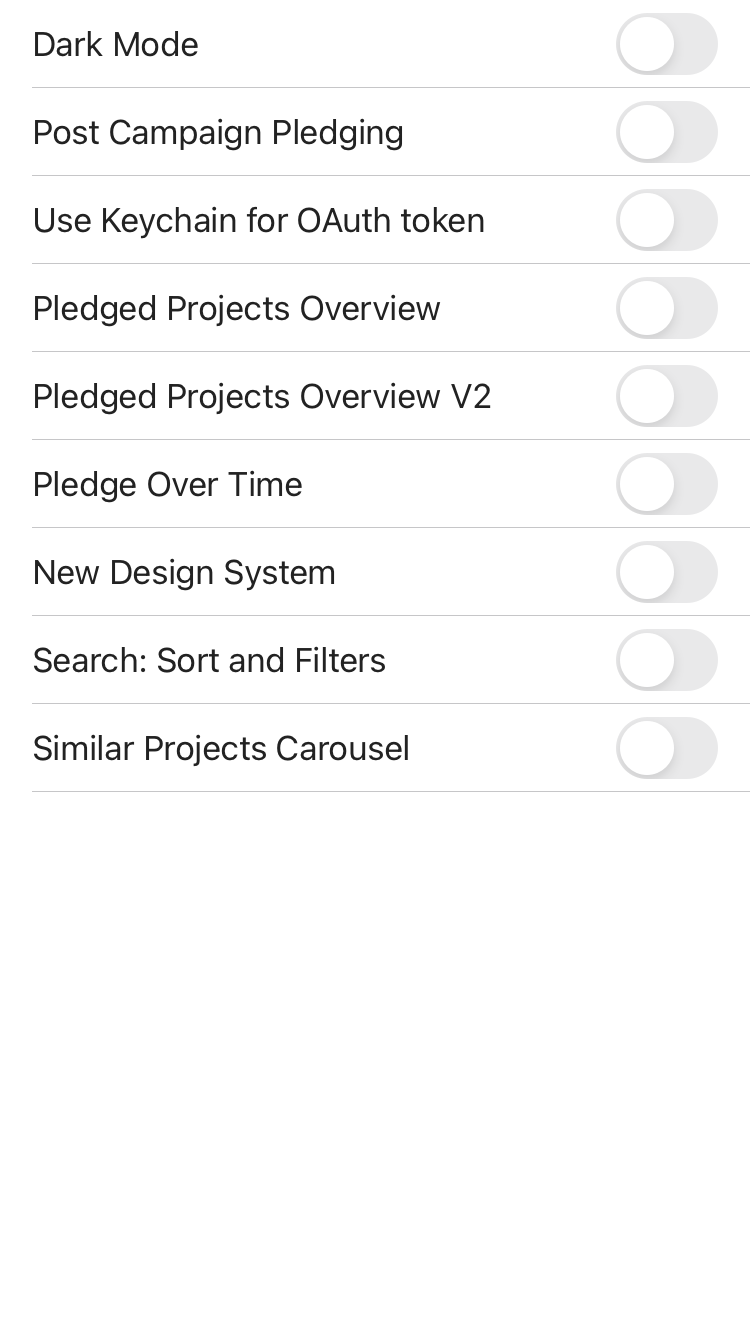 Dark Mode
Post Campaign Pledging
Use Keychain for OAuth token
Pledged Projects Overview
Pledged Projects Overview V2
Pledge Over Time
New Design System
Search: Sort and Filters
Similar Projects Carousel